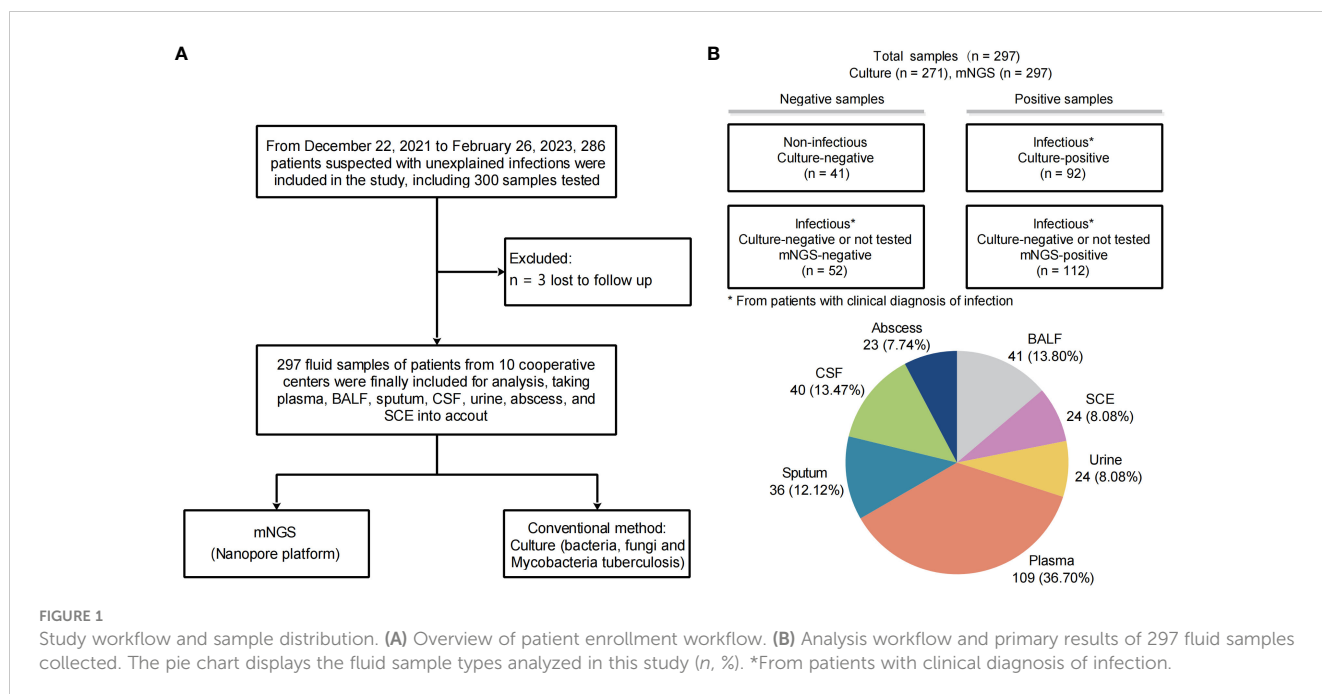 A
From December 22, 2021 to February 26, 2023, 286
patients suspected with unexplained infections were
included in the study, including 300 samples tested
Excluded:
n = 3 lost to follow up
297 fluid samples of patients from 10 cooperative
centers were finally included for analysis, taking
plasma, BALF, sputum, CSF, urine, abscess, and
SCE into accout
mNGS
(Nanopore platform)
Conventional method:
Culture (bacteria, fungi and
Mycobacteria tuberculosis)
B
Total samples (n = 297)
Culture (n = 271), mNGS (n = 297)
Negative samples
Positive samples
Non-infectious
Culture-negative
(n = 41)
Infectious*
Culture-positive
(n = 92)
Infectious*
Culture-negative or not tested
mNGS-negative
(n = 52)
Infectious*
Culture-negative or not tested
mNGS-positive
(n = 112)
* From patients with clinical diagnosis of infection
Abscess
23 (7.74%)
BALF
41 (13.80%)
CSF
40 (13.47%)
SCE
24 (8.08%)
Urine
24 (8.08%)
Sputum
36 (12.12%)
Plasma
109 (36.70%)
FIGURE 1
Study workflow and sample distribution. (A) Overview of patient enrollment workflow. (B) Analysis workflow and primary results of 297 fluid samples
collected. The pie chart displays the fluid sample types analyzed in this study (n, %). *From patients with clinical diagnosis of infection.